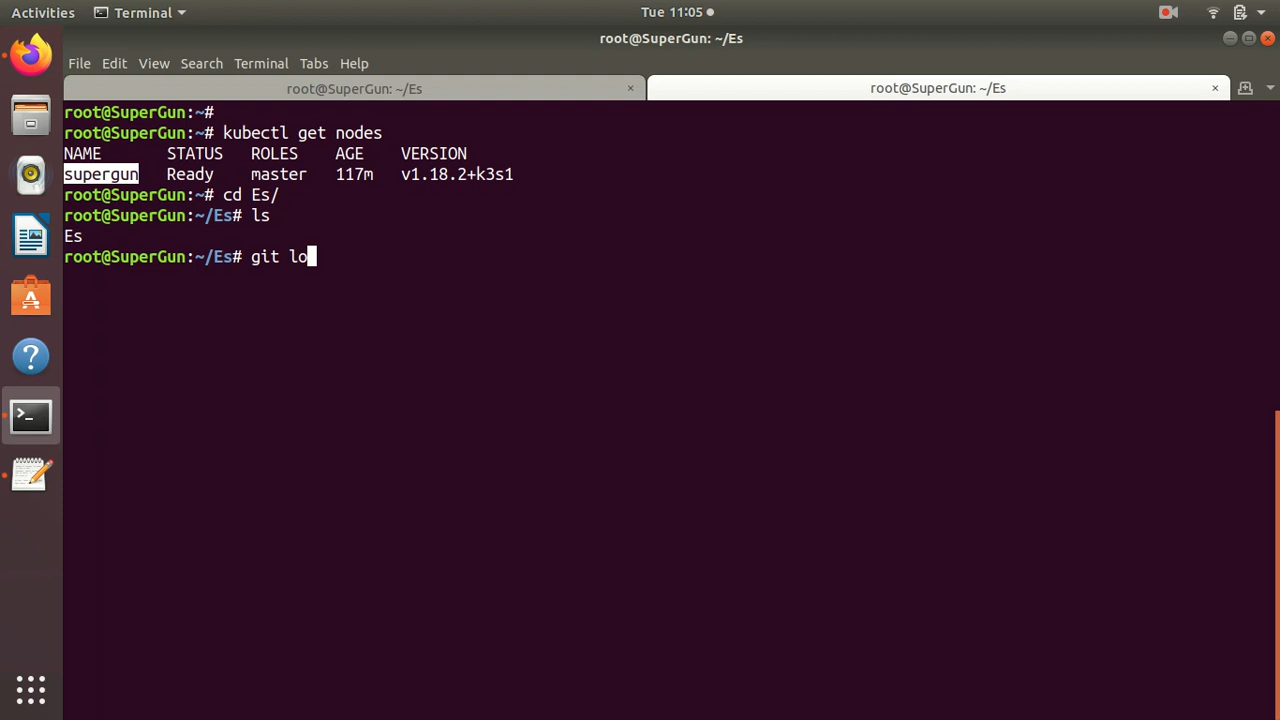 Activities
Terminal
Tue 11:05
root@SuperGun: ~/Es
File Edit View Search Terminal Tabs Help
root@SuperGun: ~/Es
root@SuperGun: ~/Es
root@SuperGun:~#
root@SuperGun:~# kubectl get nodes
NAME STATUS ROLES AGE VERSION
supergun Ready master 117m v1.18.2+k3s1
root@SuperGun:~# cd Es/
root@SuperGun:~/Es# ls
Es
root@SuperGun:~/Es# git lo